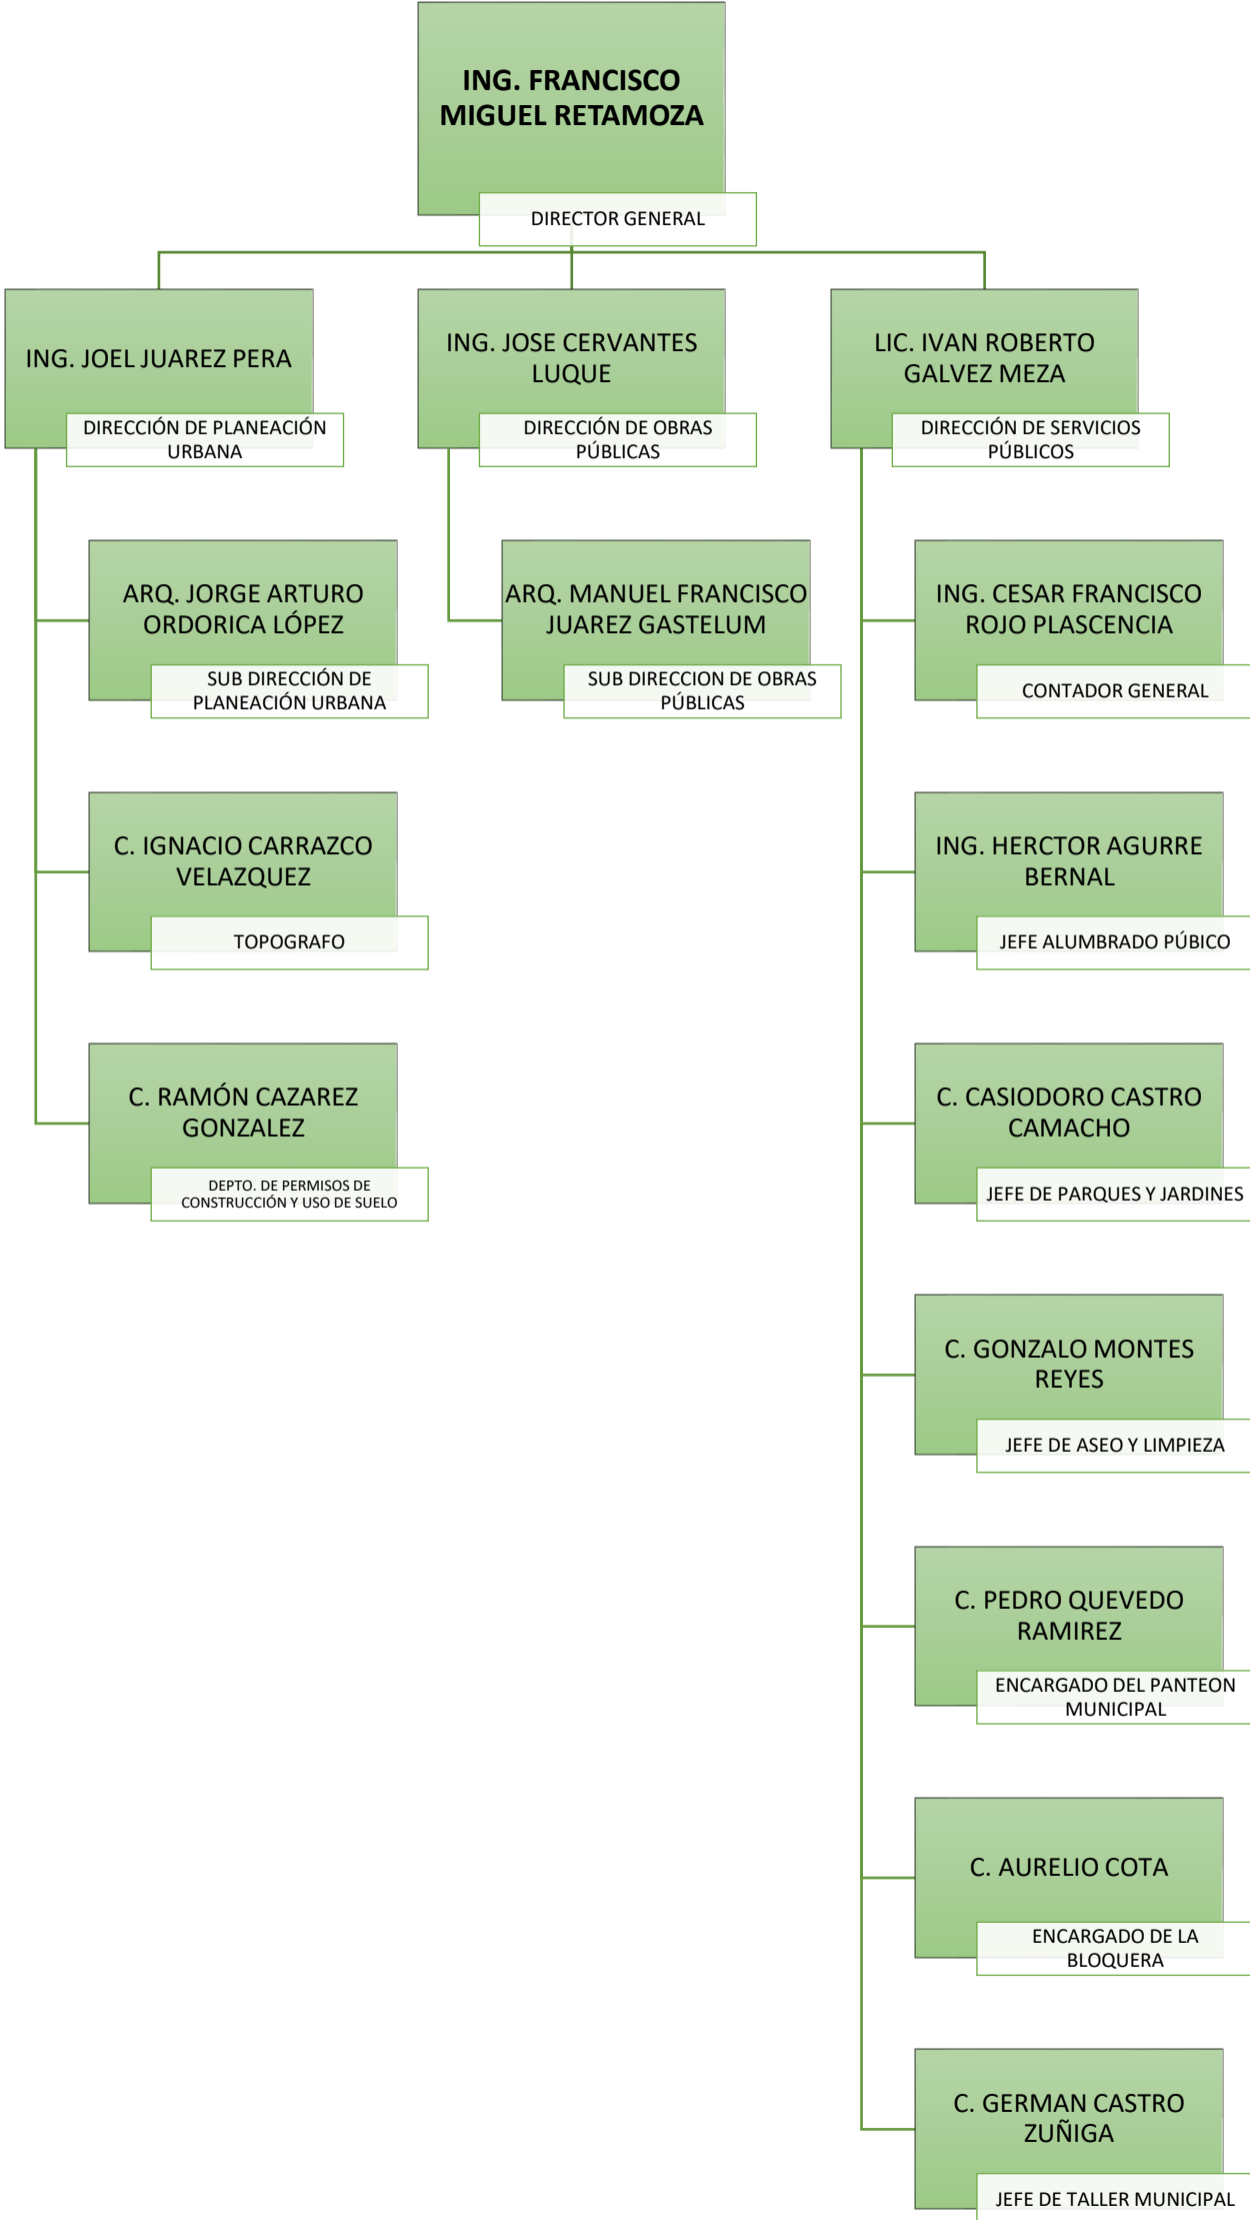 ING. FRANCISCO
MIGUEL RETAMOZA
DIRECTOR GENERAL
ING. JOEL JUAREZ PERA
DIRECCIÓN DE PLANEACIÓN
URBANA
ING. JOSE CERVANTES
LUQUE
DIRECCIÓN DE OBRAS
PÚBLICAS
LIC. IVAN ROBERTO
GALVEZ MEZA
DIRECCIÓN DE SERVICIOS
PÚBLICOS
ARQ. JORGE ARTURO
ORDORICA LÓPEZ
SUB DIRECCIÓN DE
PLANEACIÓN URBANA
ARQ. MANUEL FRANCISCO
JUAREZ GASTELUM
SUB DIRECCION DE OBRAS
PÚBLICAS
ING. CESAR FRANCISCO
ROJO PLASCENCIA
CONTADOR GENERAL
C. IGNACIO CARRAZCO
VELAZQUEZ
TOPOGRAFO
ING. HERCTOR AGURRE
BERNAL
JEFE ALUMBRADO PÚBICO
C. RAMÓN CAZAREZ
GONZALEZ
DEPTO. DE PERMISOS DE
CONSTRUCCIÓN Y USO DE SUELO
C. CASIODORO CASTRO
CAMACHO
JEFE DE PARQUES Y JARDINES
C. GONZALO MONTES
REYES
JEFE DE ASEO Y LIMPIEZA
C. PEDRO QUEVEDO
RAMIREZ
ENCARGADO DEL PANTEON
MUNICIPAL
C. AURELIO COTA
ENCARGADO DE LA
BLOQUERA
C. GERMAN CASTRO
ZUÑIGA
JEFE DE TALLER MUNICIPAL